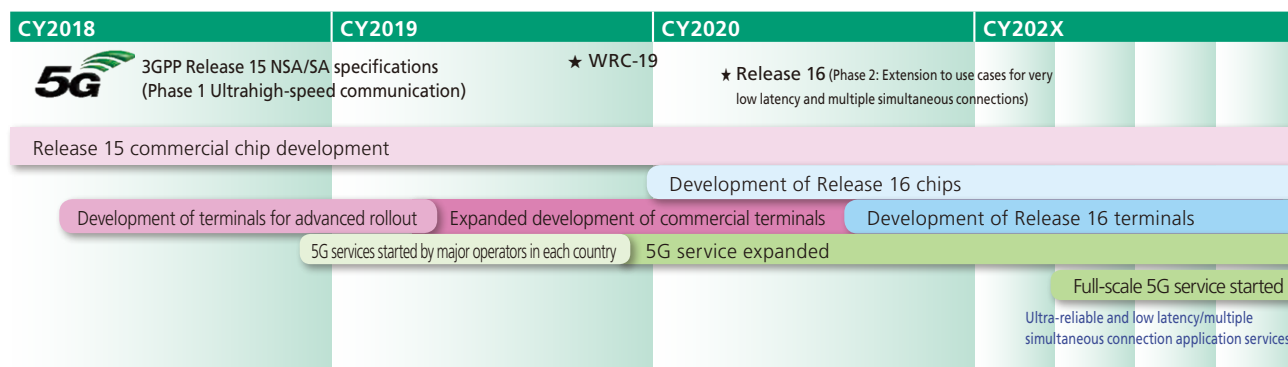 CY2018 CY2019 CY2020 CY202X
5G
3GPP Release 15 NSA/SA specifications
(Phase 1 Ultrahigh-speed communication)
★ WRC-19
★ Release 16 (Phase 2: Extension to use cases for very
low latency and multiple simultaneous connections)
Release 15 commercial chip development
Development of Release 16 chips
Development of terminals for advanced rollout
Expanded development of commercial terminals
Development of Release 16 terminals
5G services started by major operators in each country
5G service expanded
Full-scale 5G service started
Ultra-reliable and low latency/multiple
simultaneous connection application services